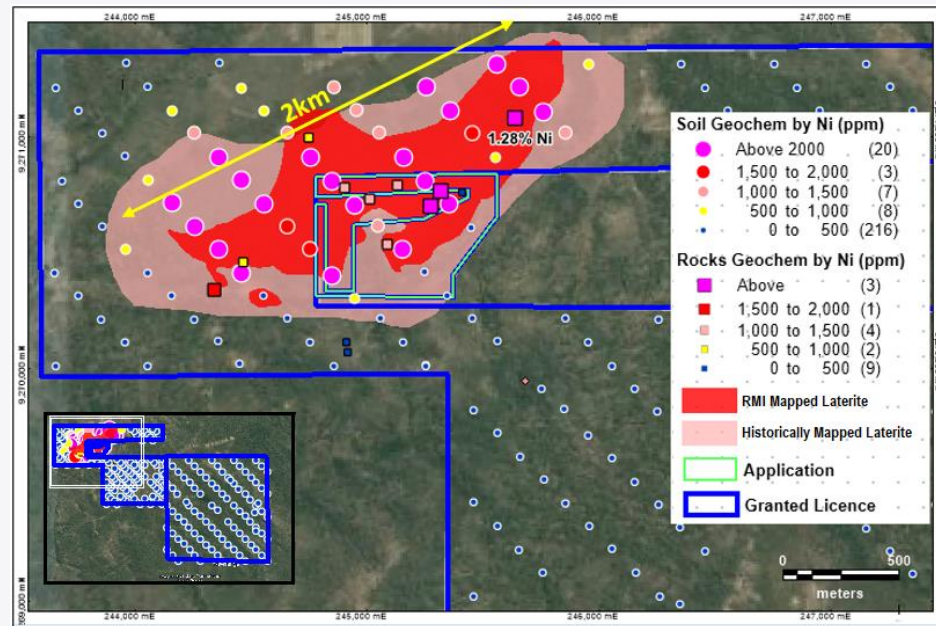 244,000 mE 245,000 mE 246,000 mE 247,000 mE
2km
9,211,000 mN
1.28% Ni
Soil Geochem by Ni (ppm)
Above 2000 (20)
1,500 to 2,000 (3)
1,000 to 1,500 (7)
500 to 1,000 (8)
0 to 500 (216)
Rocks Geochem by Ni (ppm)
Above (3)
1,500 to 2,000 (1)
1,000 to 1,500 (4)
500 to 1,000 (2)
0 to 500 (9)
RMI Mapped Laterite
Historically Mapped Laterite
Application
Granted Licence
9,210,000 mN
0 500
meters
244,000 mE 245,000 mE 246,000 mE 247,000 mE